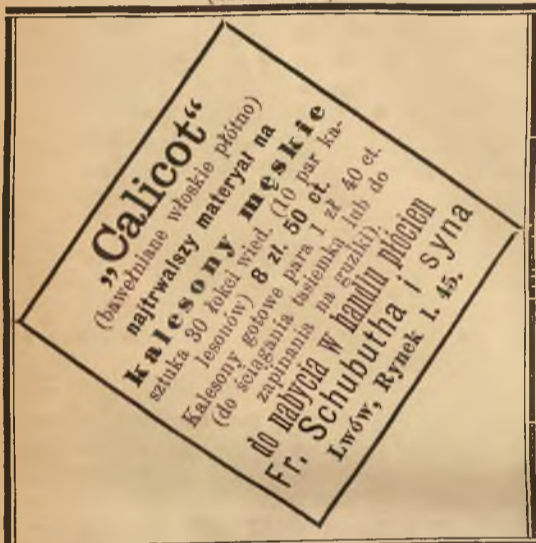 „Calicot“
(bawełniane włoskie płótno)
najtrwalszy materyał na
kalesony męskie
sztuka 30 łokci wied. (10 par ka-
lesonów) 8 zł. 50 ct.
Kalesony gotowe para 1 zł. 40 ct.
(do ściągania tasiemką lub do
zapinania na guziki).
do nabycia w handlu płócien
Fr. Schubutha i syna
Lwów, Rynek l. 45.